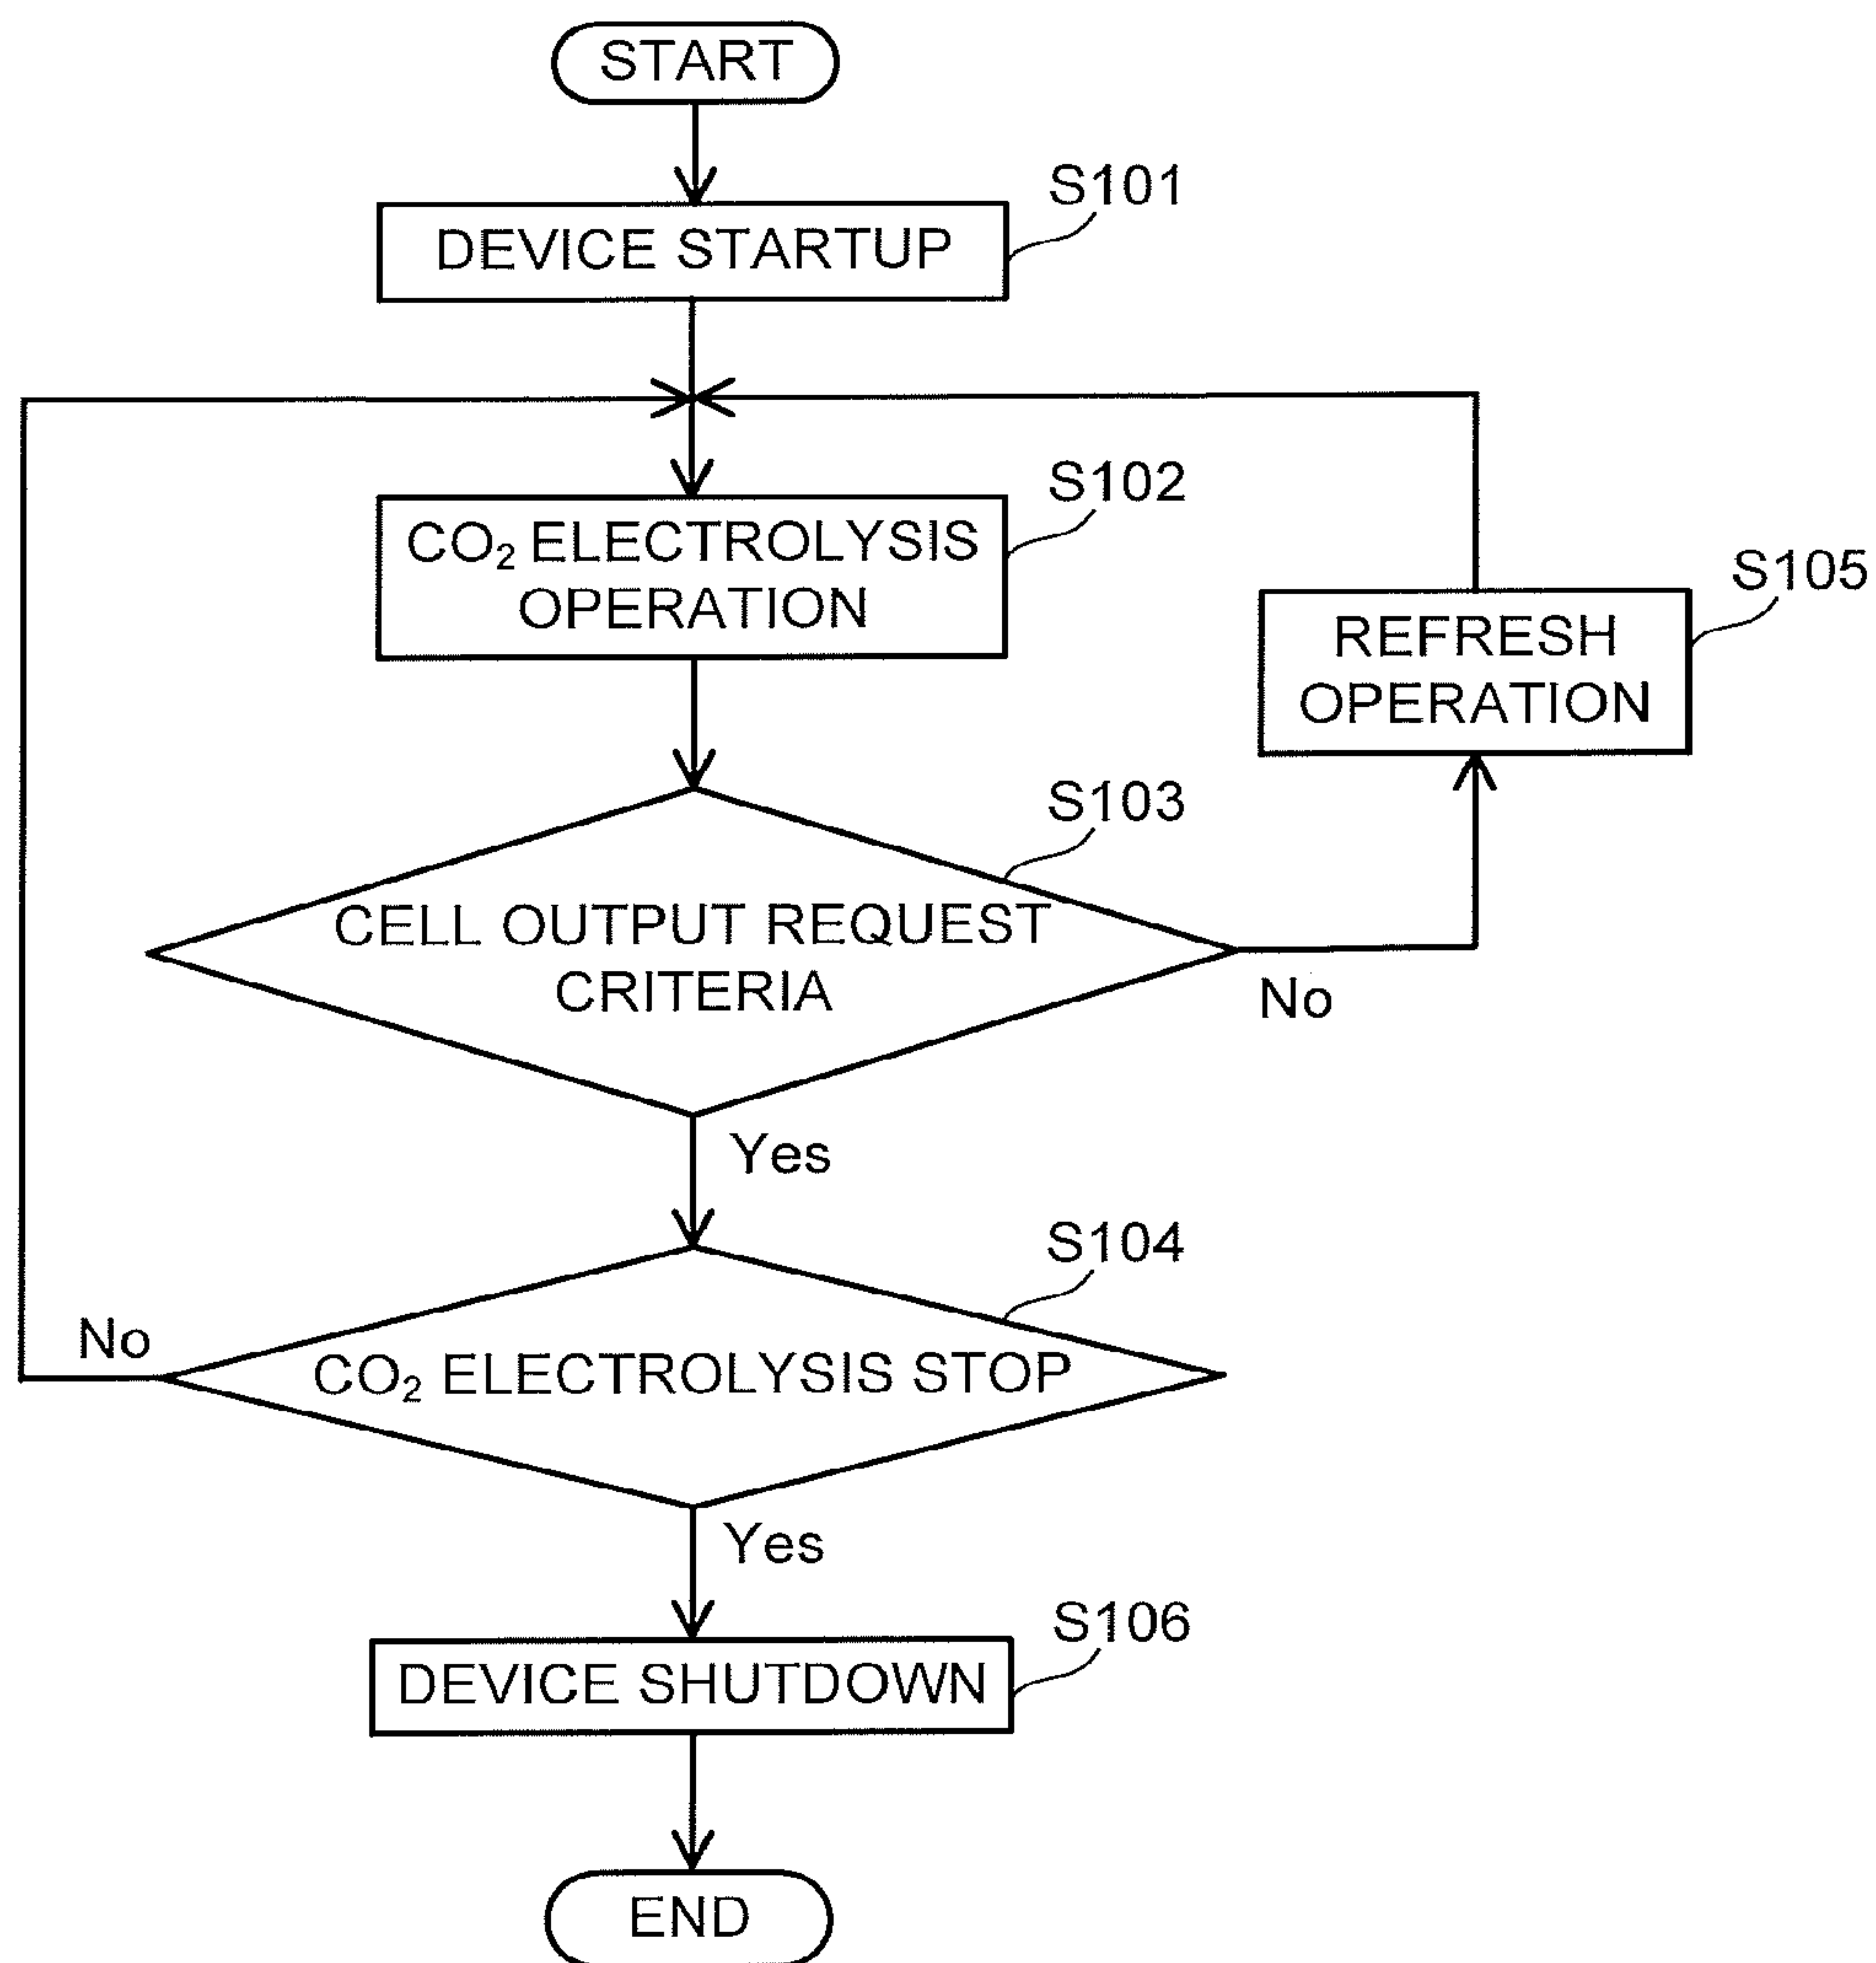 START
S101
DEVICE STARTUP
S102
CO₂ ELECTROLYSIS
OPERATION
S105
REFRESH
OPERATION
S103
CELL OUTPUT REQUEST
CRITERIA
No
Yes
S104
No
CO₂ ELECTROLYSIS STOP
Yes
S106
DEVICE SHUTDOWN
END